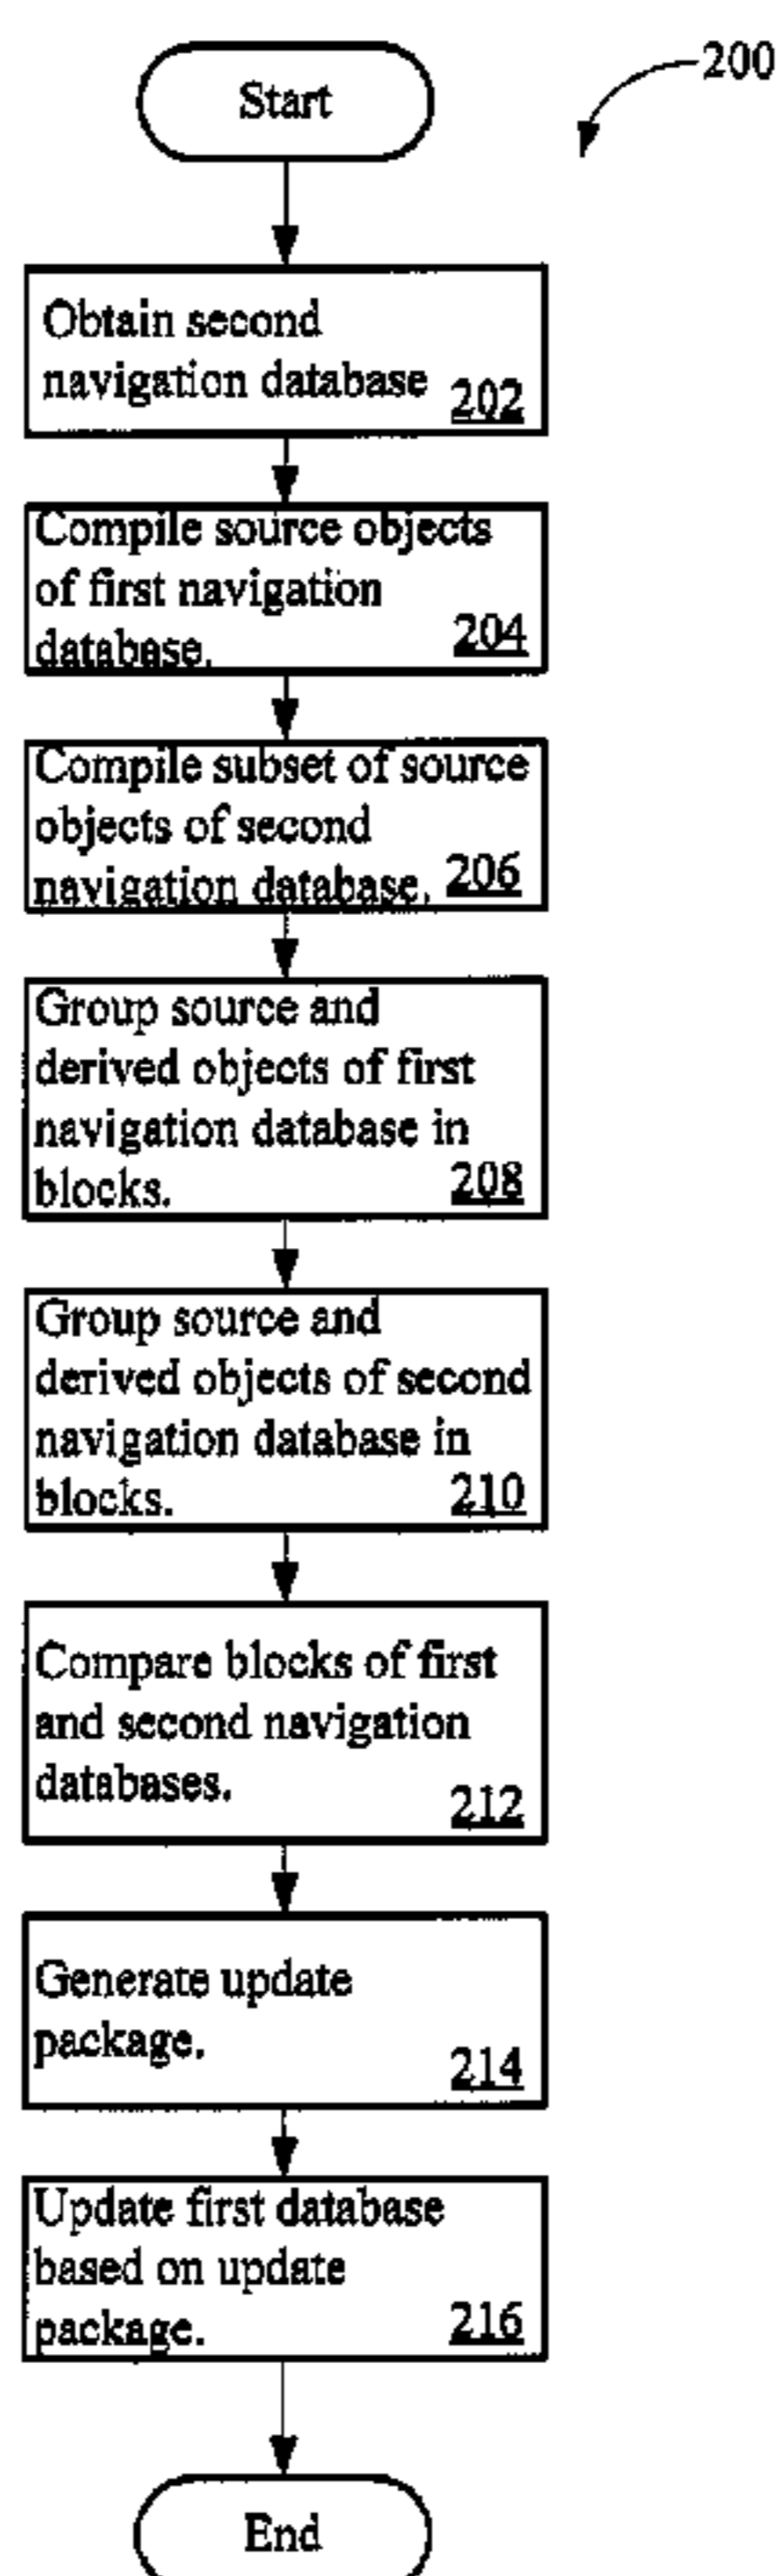 200
Start
Obtain second
navigation database 202
Compile source objects
of first navigation
database. 204
Compile subset of source
objects of second
navigation database. 206
Group source and
derived objects of first
navigation database in
blocks. 208
Group source and
derived objects of second
navigation database in
blocks. 210
Compare blocks of first
and second navigation
databases. 212
Generate update
package. 214
Update first database
based on update
package. 216
End